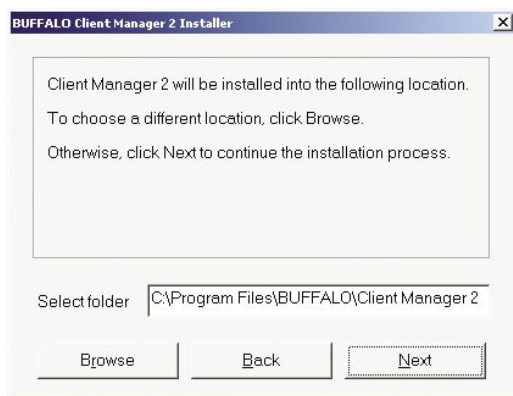 BUFFALO Client Manager 2 Installer
Client Manager 2 will be installed into the following location.
To choose a different location, click Browse.
Otherwise, click Next to continue the installation process.
Select folder
C:\Program Files\BUFFALO\Client Manager 2
Browse
Back
Next